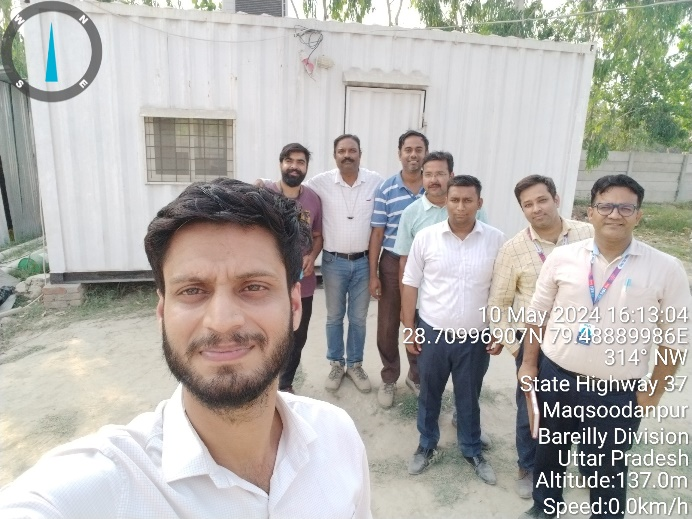 N
W
E
S
10 May 2024 16:13:04
28.70996907N 79.48889986E
314° NW
State Highway 37
Maqsoodanpur
Bareilly Division
Uttar Pradesh
Altitude:137.0m
Speed:0.0km/h